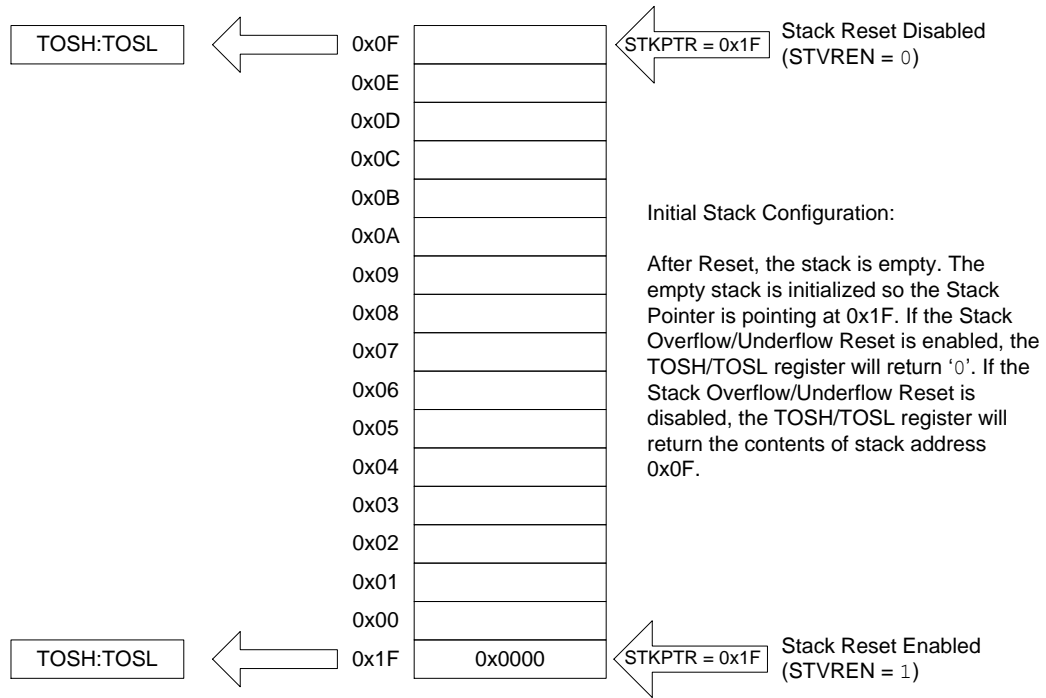 TOSH:TOSL
0x0F
STKPTR = 0x1F
Stack Reset Disabled
(STVREN = 0)
0x0E
0x0D
0x0C
0x0B
0x0A
0x09
0x08
0x07
0x06
0x05
0x04
0x03
0x02
0x01
0x00
Initial Stack Configuration:
After Reset, the stack is empty. The
empty stack is initialized so the Stack
Pointer is pointing at 0x1F. If the Stack
Overflow/Underflow Reset is enabled, the
TOSH/TOSL register will return ‘0’. If the
Stack Overflow/Underflow Reset is
disabled, the TOSH/TOSL register will
return the contents of stack address
0x0F.
TOSH:TOSL
0x1F
0x0000
STKPTR = 0x1F
Stack Reset Enabled
(STVREN = 1)